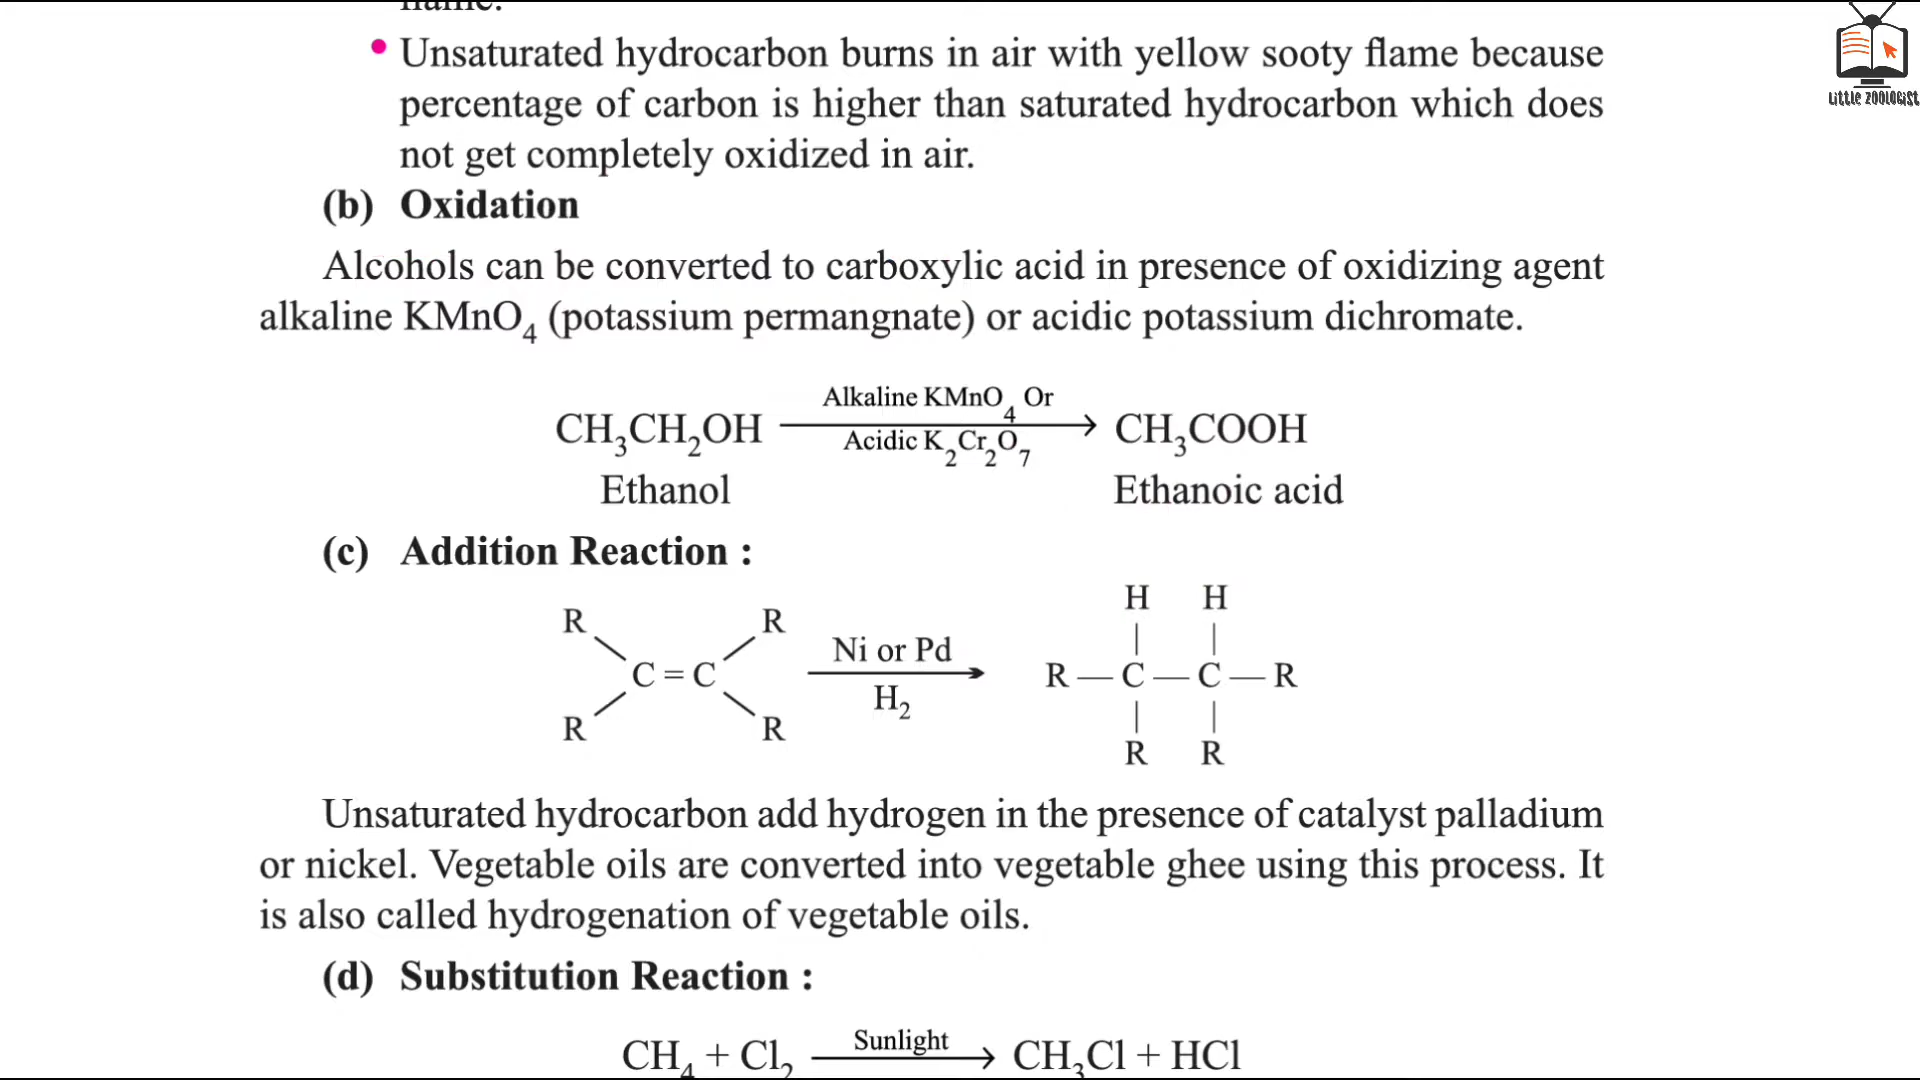 name.
• Unsaturated hydrocarbon burns in air with yellow sooty flame because
percentage of carbon is higher than saturated hydrocarbon which does
not get completely oxidized in air.
LittLE ZOOLOGiST
(b) Oxidation
Alcohols can be converted to carboxylic acid in presence of oxidizing agent
alkaline KMnO₄ (potassium permangnate) or acidic potassium dichromate.
CH₃CH₂OH Alkaline KMnO₄ Or → CH₃COOH
Acidic K₂Cr₂O₇
Ethanol Ethanoic acid
(c) Addition Reaction :
H H
R R
Ni or Pd
C = C → R — C — C — R
H₂
R R
R R
Unsaturated hydrocarbon add hydrogen in the presence of catalyst palladium
or nickel. Vegetable oils are converted into vegetable ghee using this process. It
is also called hydrogenation of vegetable oils.
(d) Substitution Reaction :
Sunlight
CH₄ + Cl₂ → CH₃Cl + HCl